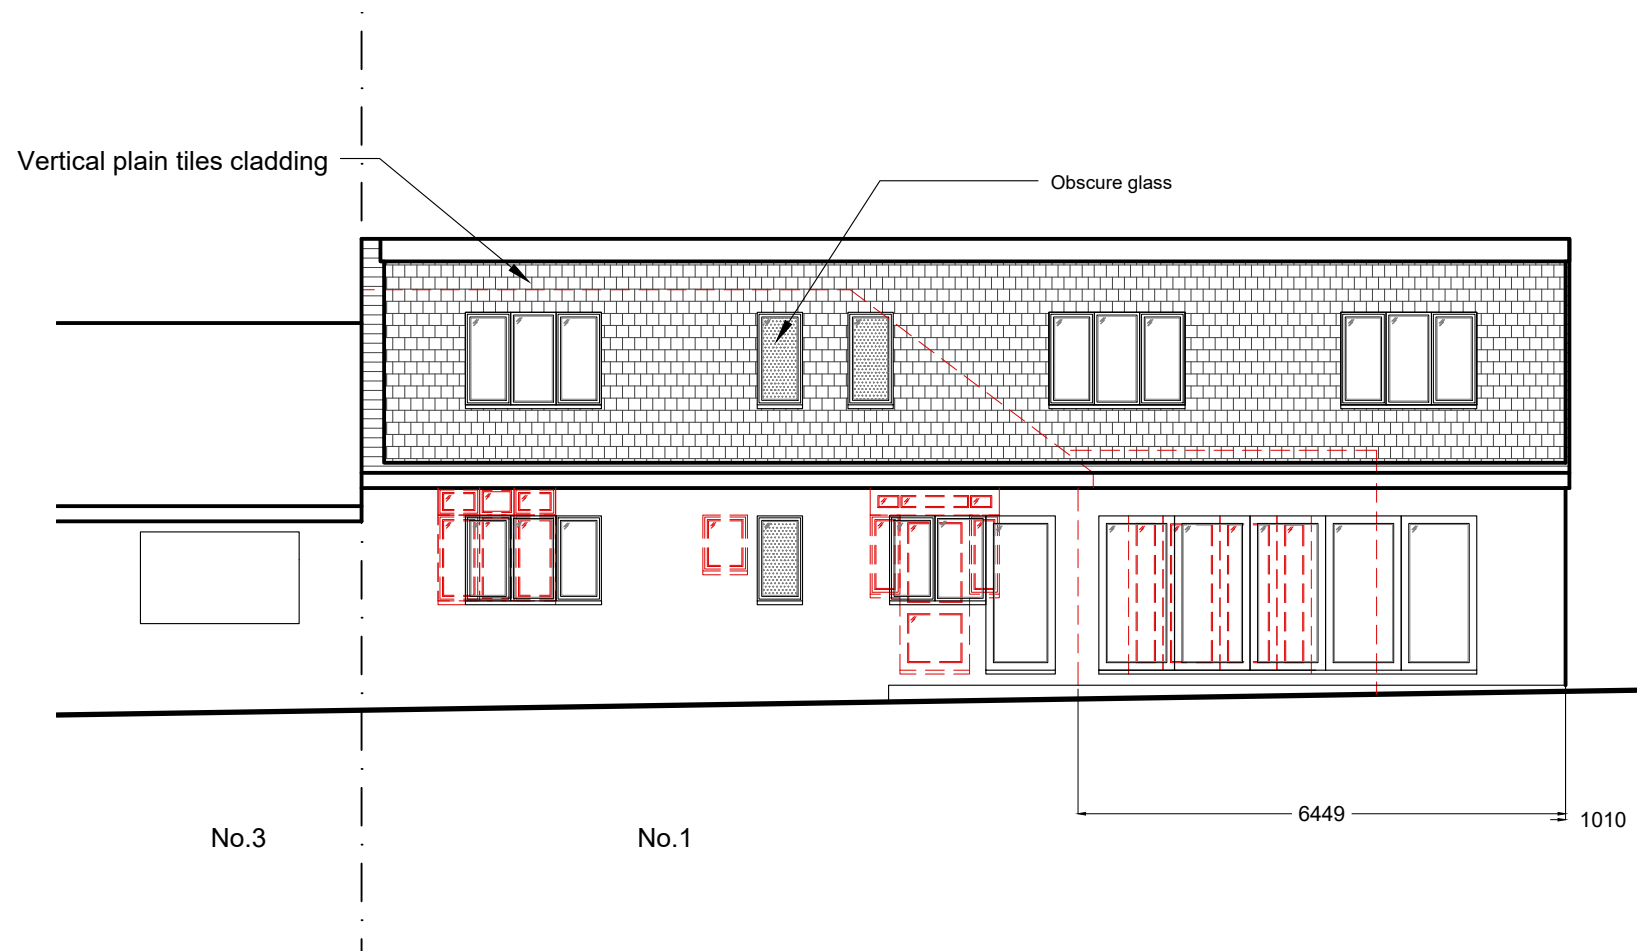 Vertical plain tiles cladding
Obscure glass
6449
1010
No.3
No.1